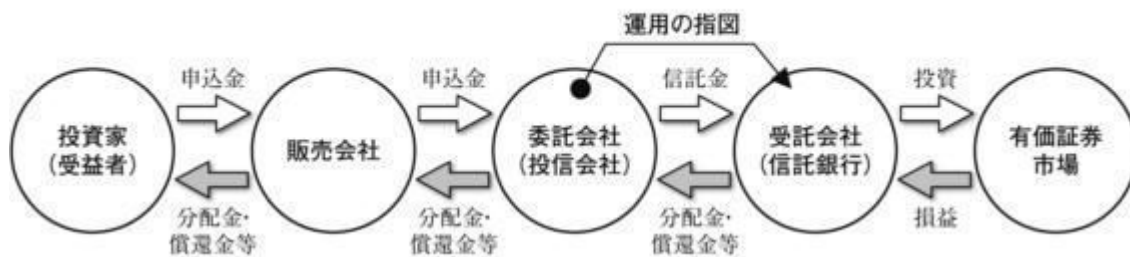 運用の指図
申込金
申込金
信託金
投資
投資家
(受益者)
販売会社
委託会社
(投信会社)
受託会社
(信託銀行)
有価証券
市場
分配金・
償還金等
分配金・
償還金等
分配金・
償還金等
損益